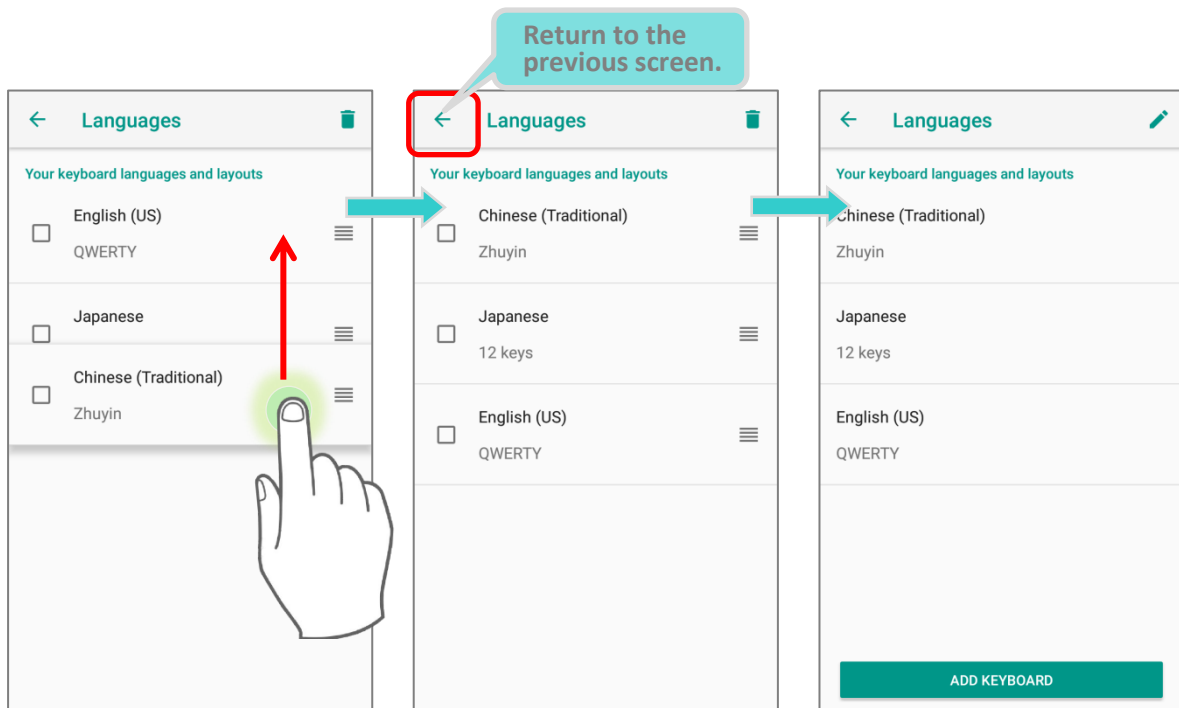 Return to the
previous screen.
Languages
Your keyboard languages and layouts
English (US)
QWERTY
Japanese
Chinese (Traditional)
Zhuyin
Languages
Your keyboard languages and layouts
Chinese (Traditional)
Zhuyin
Japanese
12 keys
English (US)
QWERTY
Languages
Your keyboard languages and layouts
Chinese (Traditional)
Zhuyin
Japanese
12 keys
English (US)
QWERTY
ADD KEYBOARD